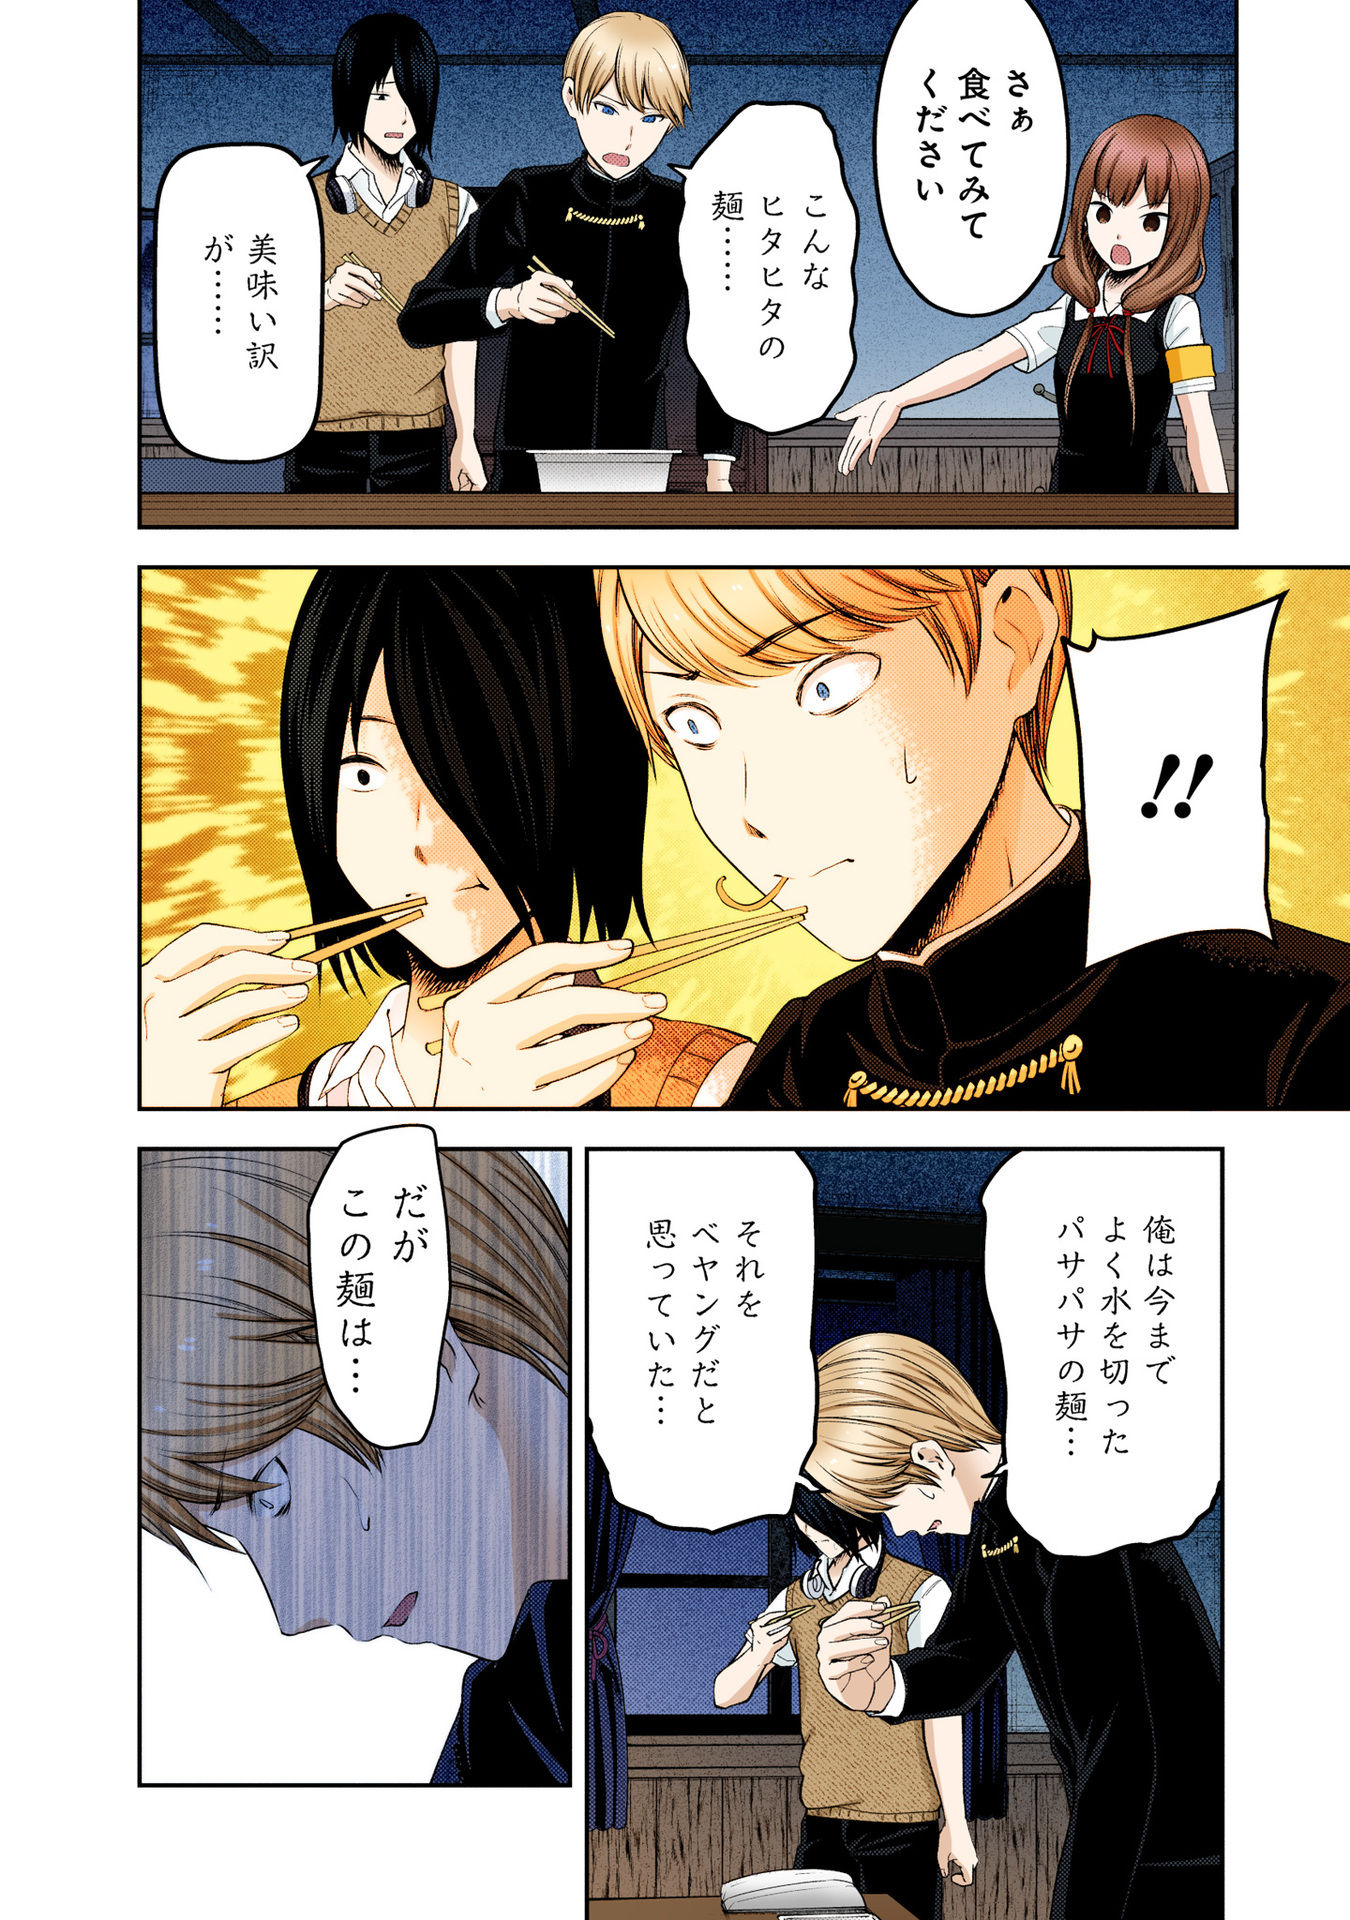 さぁ
食べてみて
ください
こんな
ヒタヒタの
麺……
美味い訳
が……
!!
俺は今まで
よく水を切った
パサパサの麺…
それを
ベヤングだと
思っていた…
だが
この麺は…